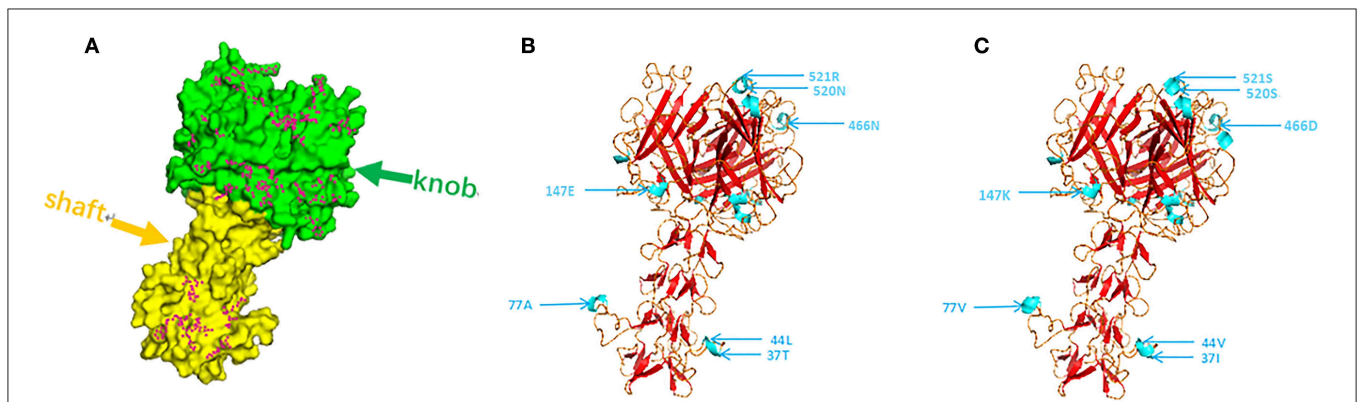 A
shaft
knob
B
521R
520N
466N
147E
77A
44L
37T
C
521S
520S
466D
147K
77V
44V
37I